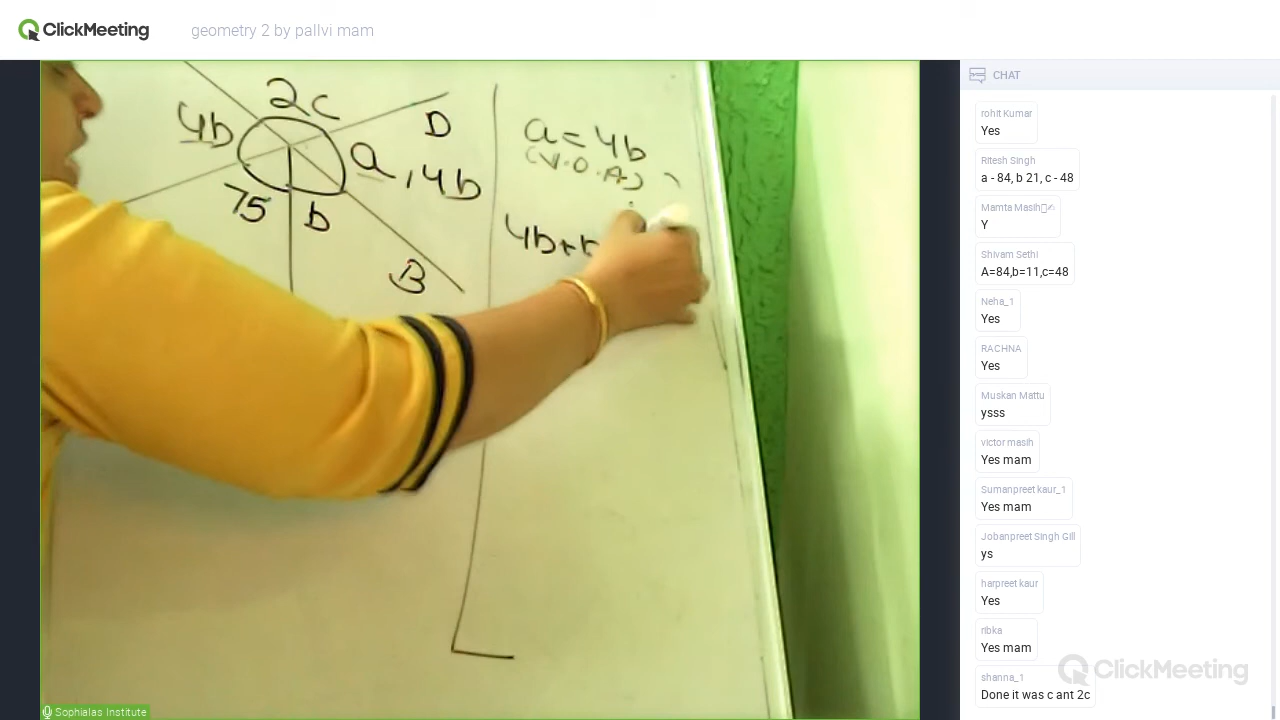 ClickMeeting
geometry 2 by pallvi mam
2c
4b
D
a, 4b
75
b
B
a = 4b
(V.O.A)
4b+b
Sophialas Institute
CHAT
rohit Kumar
Yes
Ritesh Singh
a - 84, b 21, c - 48
Mamta Masih
Y
Shivam Sethi
A=84,b=11,c=48
Neha_1
Yes
RACHNA
Yes
Muskan Mattu
ysss
victor masih
Yes mam
Sumanpreet kaur_1
Yes mam
Jobanpreet Singh Gill
ys
harpreet kaur
Yes
ribka
Yes mam
shanna_1
Done it was c ant 2c
ClickMeeting